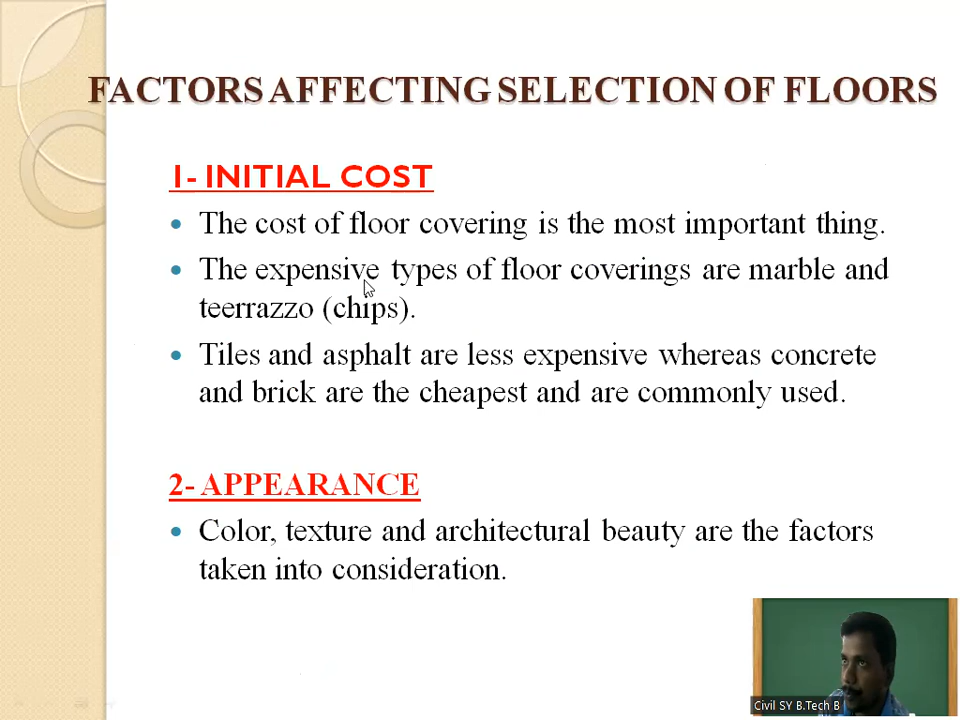 FACTORS AFFECTING SELECTION OF FLOORS
1- INITIAL COST
• The cost of floor covering is the most important thing.
• The expensive types of floor coverings are marble and
teerrazzo (chips).
• Tiles and asphalt are less expensive whereas concrete
and brick are the cheapest and are commonly used.
2- APPEARANCE
• Color, texture and architectural beauty are the factors
taken into consideration.
Civil SY B.Tech B